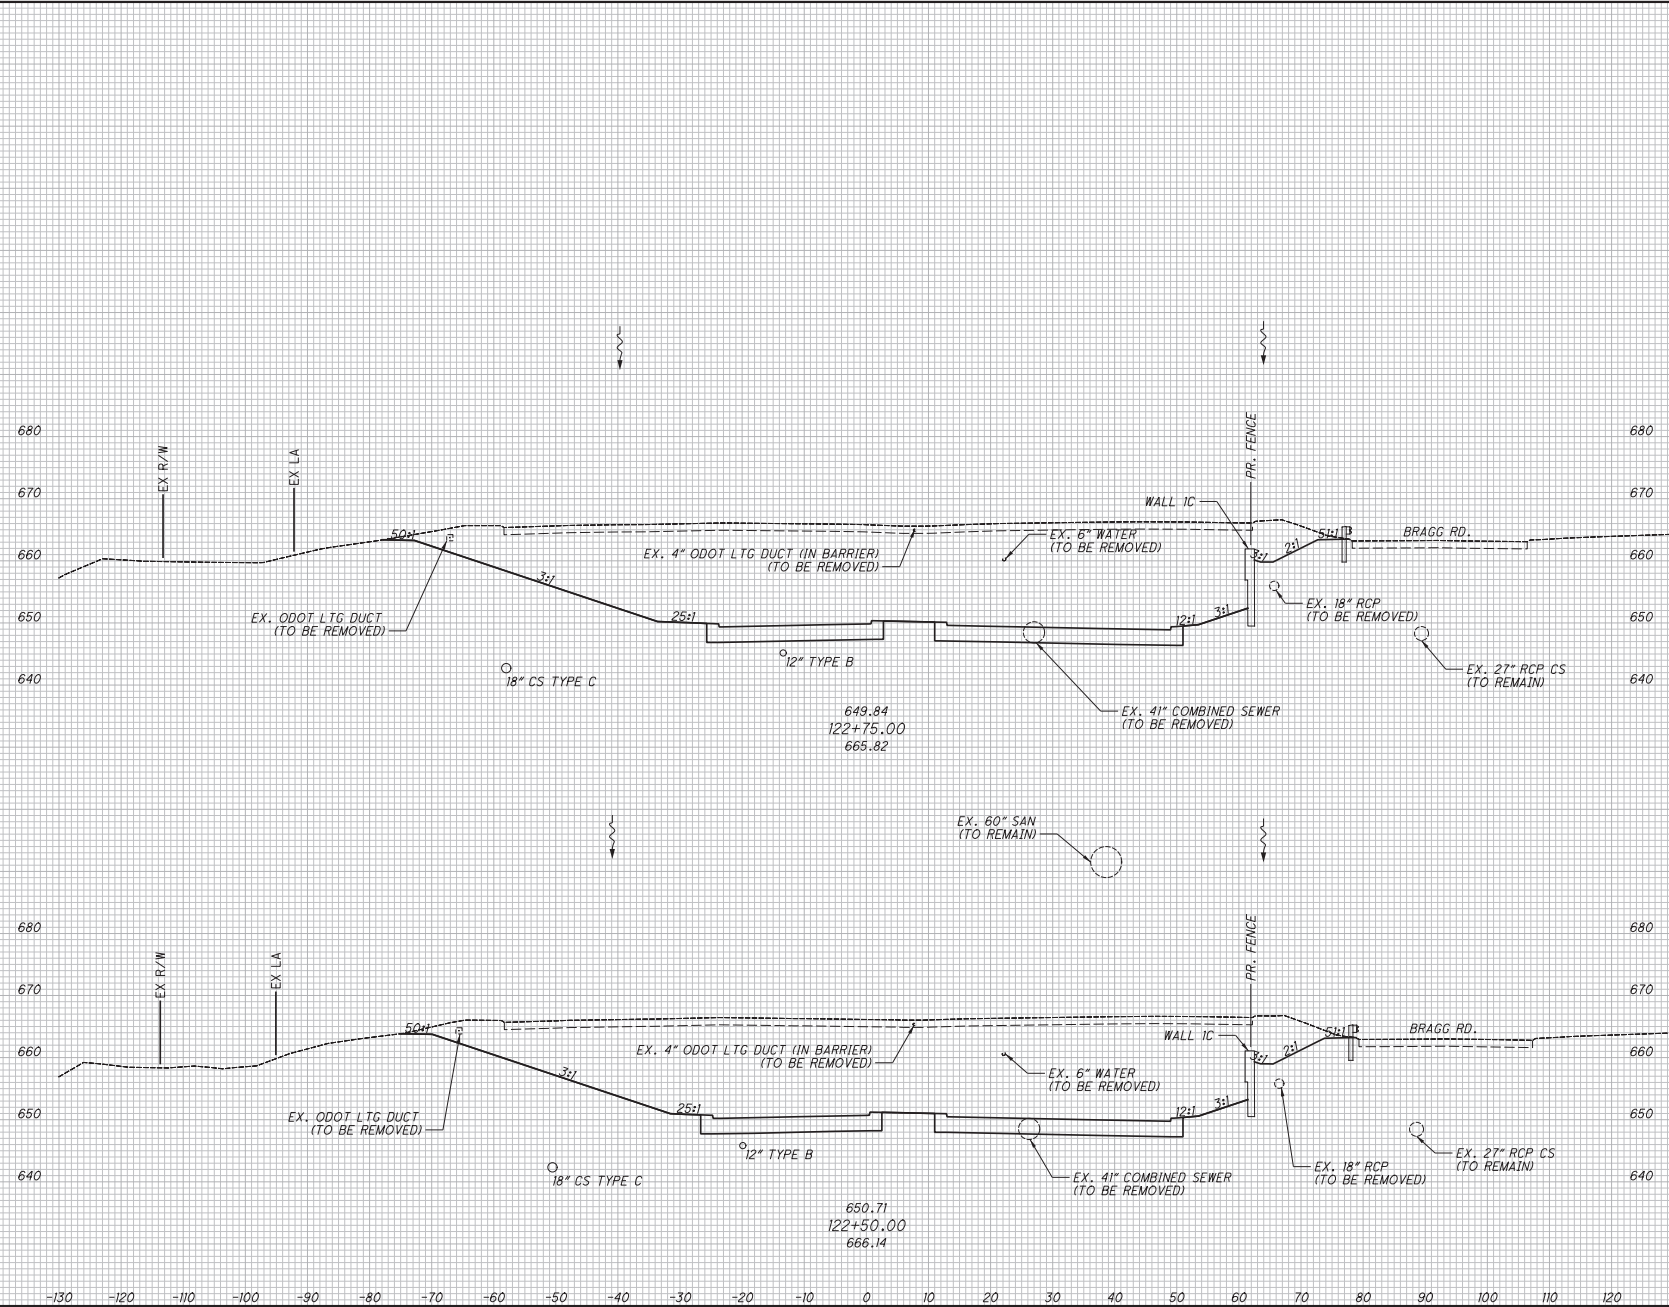 680
680
EX R/W
EX LA
PR. FENCE
670
670
WALL 1C
50:1
EX. 6" WATER
(TO BE REMOVED)
51:1
BRAGG RD.
660
660
EX. 4" ODOT LTG DUCT (IN BARRIER)
(TO BE REMOVED)
3:1
2:1
3:1
EX. ODOT LTG DUCT
(TO BE REMOVED)
650
650
25:1
12:1
3:1
EX. 18" RCP
(TO BE REMOVED)
12" TYPE B
18" CS TYPE C
640
640
EX. 27" RCP CS
(TO REMAIN)
EX. 41" COMBINED SEWER
(TO BE REMOVED)
649.84
122+75.00
665.82
EX. 60" SAN
(TO REMAIN)
680
680
EX R/W
EX LA
PR. FENCE
670
670
50:1
WALL 1C
51:1
BRAGG RD.
660
660
EX. 4" ODOT LTG DUCT (IN BARRIER)
(TO BE REMOVED)
3:1
2:1
3:1
EX. 6" WATER
(TO BE REMOVED)
EX. ODOT LTG DUCT
(TO BE REMOVED)
650
650
25:1
12:1
3:1
12" TYPE B
18" CS TYPE C
640
640
EX. 41" COMBINED SEWER
(TO BE REMOVED)
EX. 18" RCP
(TO BE REMOVED)
EX. 27" RCP CS
(TO REMAIN)
650.71
122+50.00
666.14
-130 -120 -110 -100 -90 -80 -70 -60 -50 -40 -30 -20 -10 0 10 20 30 40 50 60 70 80 90 100 110 120